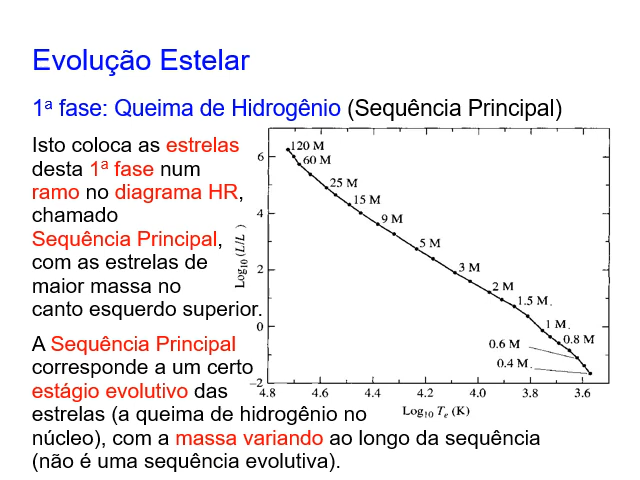 Evolução Estelar
1ª fase: Queima de Hidrogênio (Sequência Principal)
Isto coloca as estrelas
desta 1ª fase num
ramo no diagrama HR,
chamado
Sequência Principal,
com as estrelas de
maior massa no
canto esquerdo superior.
A Sequência Principal
corresponde a um certo
estágio evolutivo das
estrelas (a queima de hidrogênio no
núcleo), com a massa variando ao longo da sequência
(não é uma sequência evolutiva).
120 M
60 M
25 M
15 M
9 M
5 M
3 M
2 M
1.5 M
1 M
0.8 M
0.6 M
0.4 M
6
4
2
0
−2
Log₁₀ (L/L )
4.8 4.6 4.4 4.2 4.0 3.8 3.6
Log₁₀ Tₑ (K)